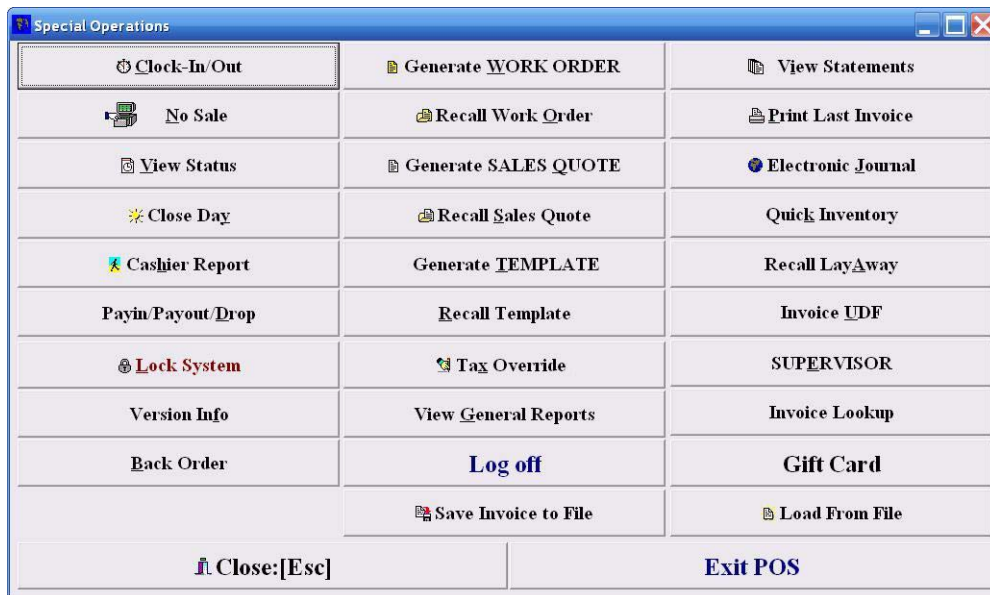 Special Operations
Clock-In/Out
Generate WORK ORDER
View Statements
No Sale
Recall Work Order
Print Last Invoice
View Status
Generate SALES QUOTE
Electronic Journal
Close Day
Recall Sales Quote
Quick Inventory
Cashier Report
Generate TEMPLATE
Recall LayAway
Payin/Payout/Drop
Recall Template
Invoice UDF
Lock System
Tax Override
SUPERVISOR
Version Info
View General Reports
Invoice Lookup
Back Order
Log off
Gift Card
Save Invoice to File
Load From File
Close:[Esc]
Exit POS